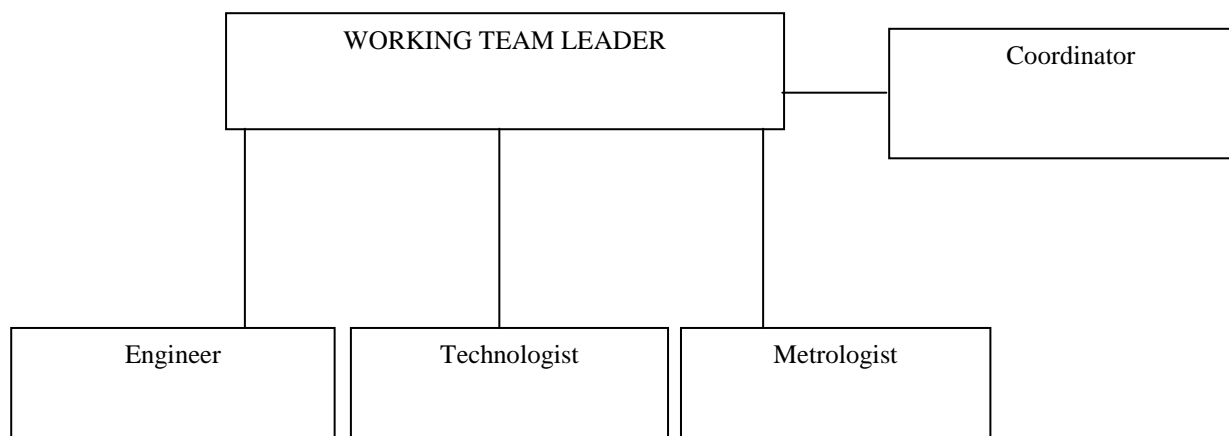 WORKING TEAM LEADER
Coordinator
Engineer
Technologist
Metrologist